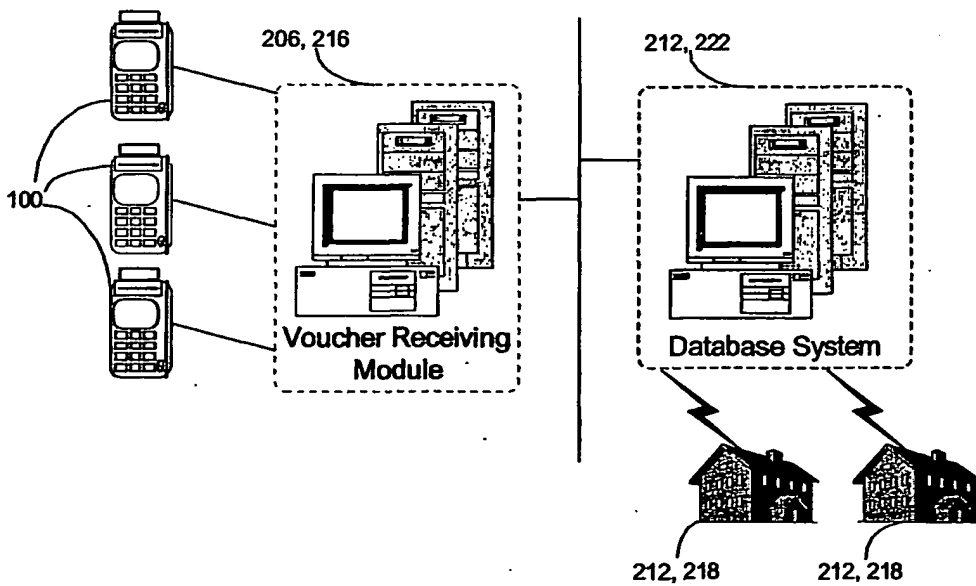 206, 216
212, 222
100
Voucher Receiving
Module
Database System
212, 218
212, 218